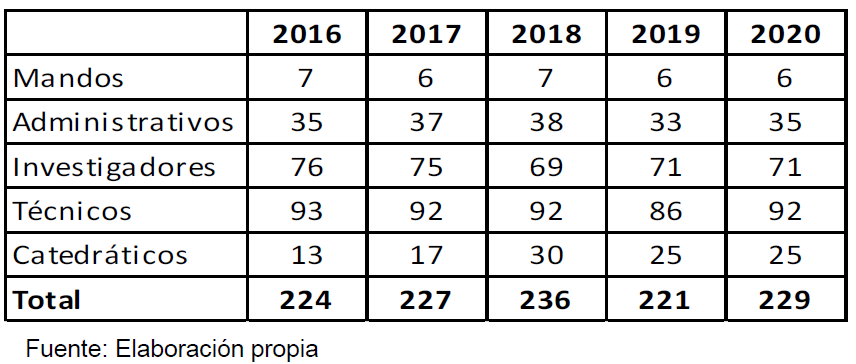 2016 2017 2018 2019 2020
Mandos 7 6 7 6 6
Administrativos 35 37 38 33 35
Investigadores 76 75 69 71 71
Técnicos 93 92 92 86 92
Catedráticos 13 17 30 25 25
Total 224 227 236 221 229
Fuente: Elaboración propia